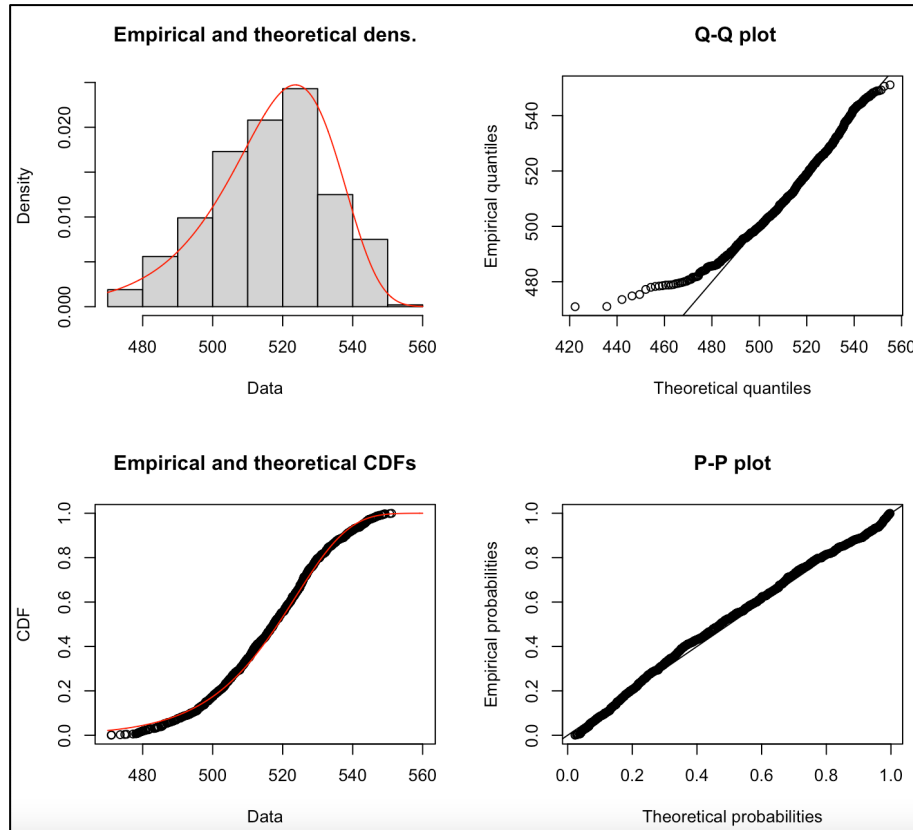 Empirical and theoretical dens.
Density
0.000
0.010
0.020
480 500 520 540 560
Data
Q-Q plot
Empirical quantiles
480
500
520
540
420 440 460 480 500 520 540 560
Theoretical quantiles
Empirical and theoretical CDFs
CDF
0.0
0.2
0.4
0.6
0.8
1.0
480 500 520 540 560
Data
P-P plot
Empirical probabilities
0.0
0.2
0.4
0.6
0.8
1.0
0.0 0.2 0.4 0.6 0.8 1.0
Theoretical probabilities